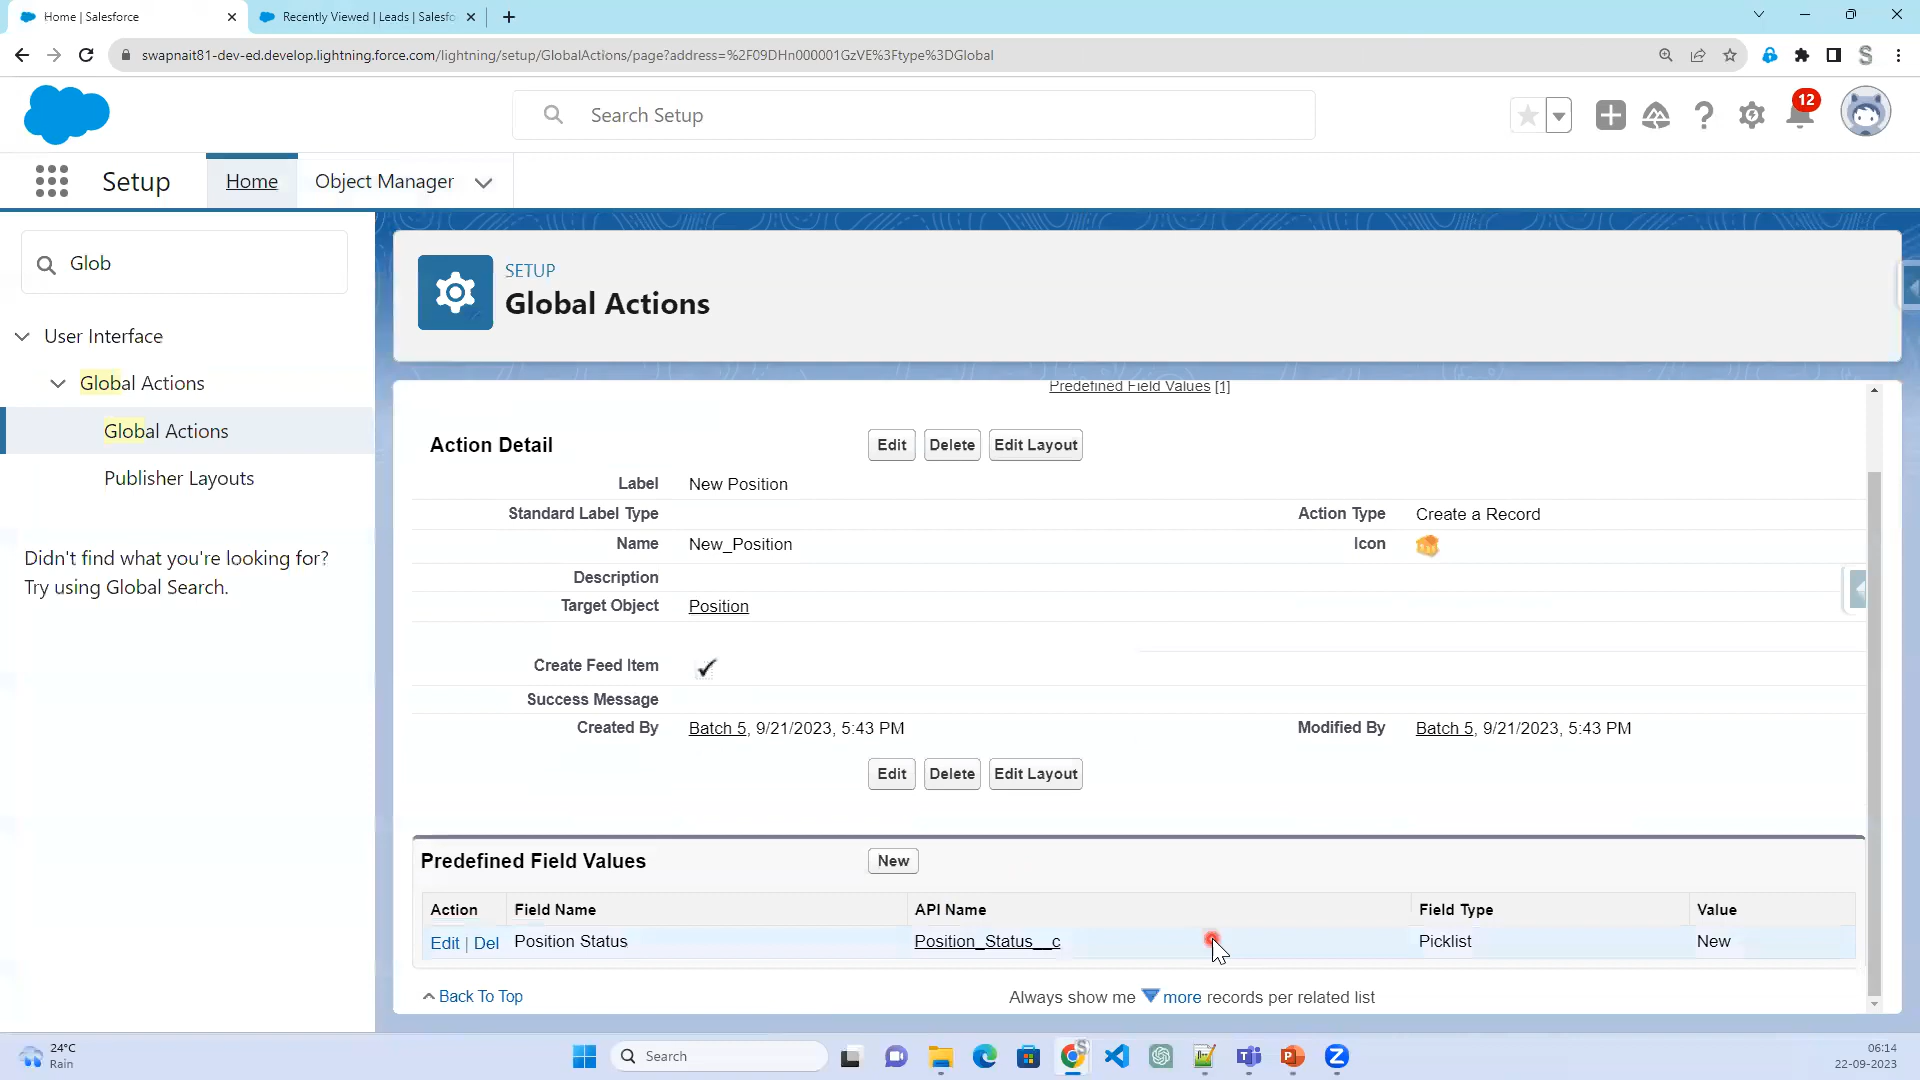 Home | Salesforce
Recently Viewed | Leads | Salesfo
swapnait81-dev-ed.develop.lightning.force.com/lightning/setup/GlobalActions/page?address=%2F09DHn000001GzVE%3Ftype%3DGlobal
Search Setup
12
Setup
Home
Object Manager
Glob
User Interface
Global Actions
Global Actions
Publisher Layouts
Didn't find what you're looking for?
Try using Global Search.
SETUP
Global Actions
Predefined Field Values [1]
Action Detail
Edit
Delete
Edit Layout
Label
New Position
Standard Label Type
Action Type
Create a Record
Name
New_Position
Icon
Description
Target Object
Position
Create Feed Item
Success Message
Created By
Batch 5, 9/21/2023, 5:43 PM
Modified By
Batch 5, 9/21/2023, 5:43 PM
Edit
Delete
Edit Layout
Predefined Field Values
New
Action
Field Name
API Name
Field Type
Value
Edit | Del
Position Status
Position_Status__c
Picklist
New
Back To Top
Always show me more records per related list
24°C
Rain
Search
06:14
22-09-2023